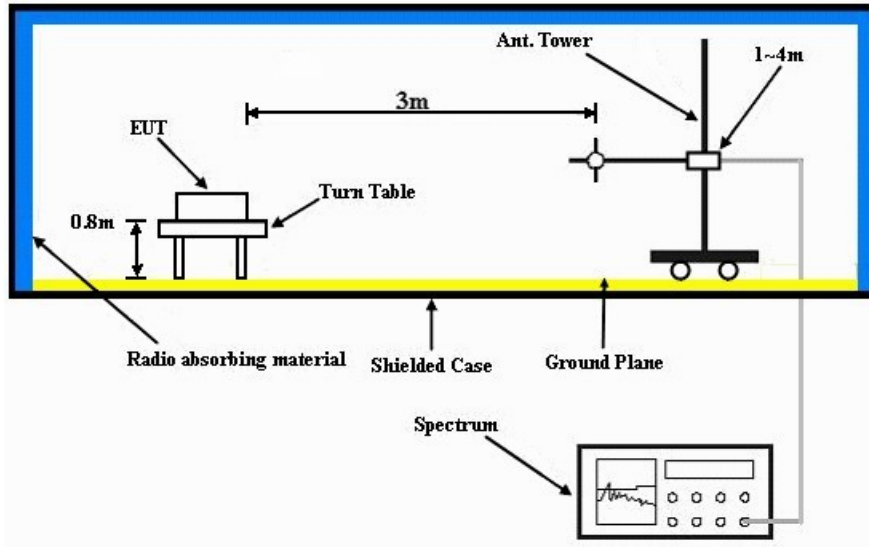 Ant. Tower
1~4m
3m
EUT
Turn Table
0.8m
Radio absorbing material
Shielded Case
Ground Plane
Spectrum